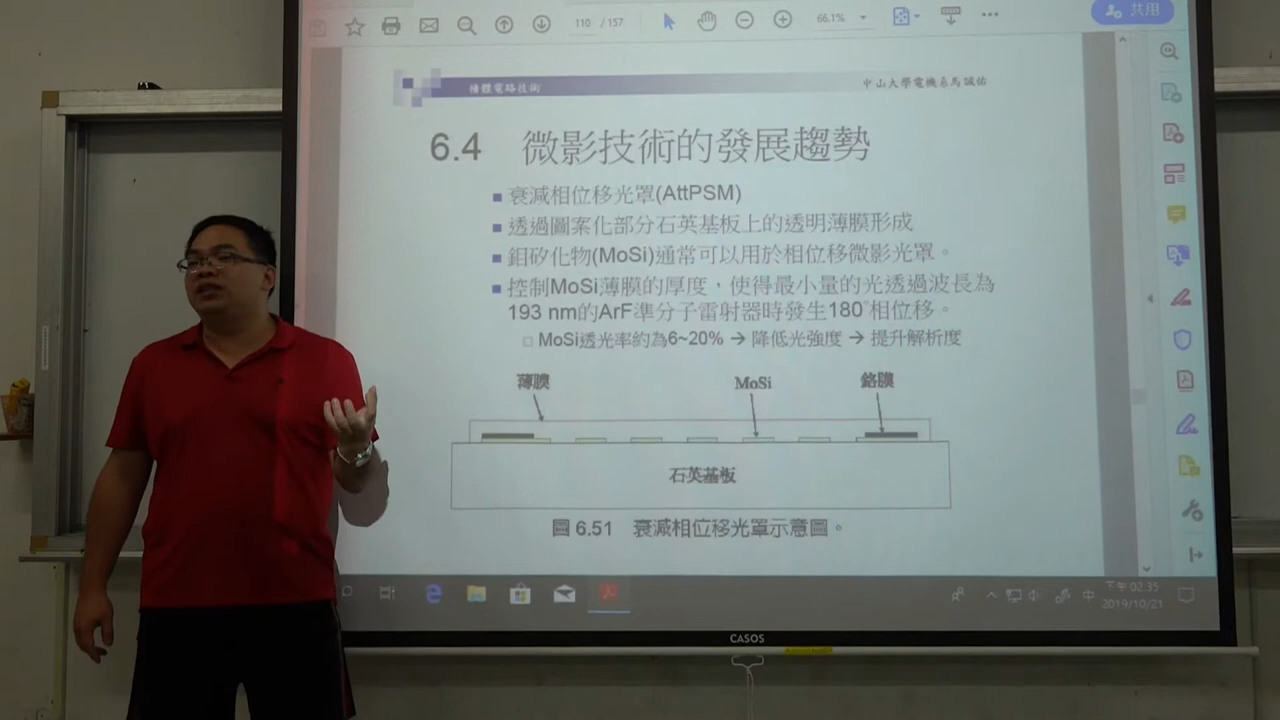 110 / 157
66.1%
共用
積體電路技術
中山大學電機系馬誠佑
6.4 微影技術的發展趨勢
衰減相位移光罩(AttPSM)
透過圖案化部分石英基板上的透明薄膜形成
鉬矽化物(MoSi)通常可以用於相位移微影光罩。
控制MoSi薄膜的厚度，使得最小量的光透過波長為
193 nm的ArF準分子雷射器時發生180°相位移。
MoSi透光率約為6~20% → 降低光強度 → 提升解析度
薄膜
MoSi
鉻膜
石英基板
圖 6.51 衰減相位移光罩示意圖。
中
下午 02:35
2019/10/21
CASOS